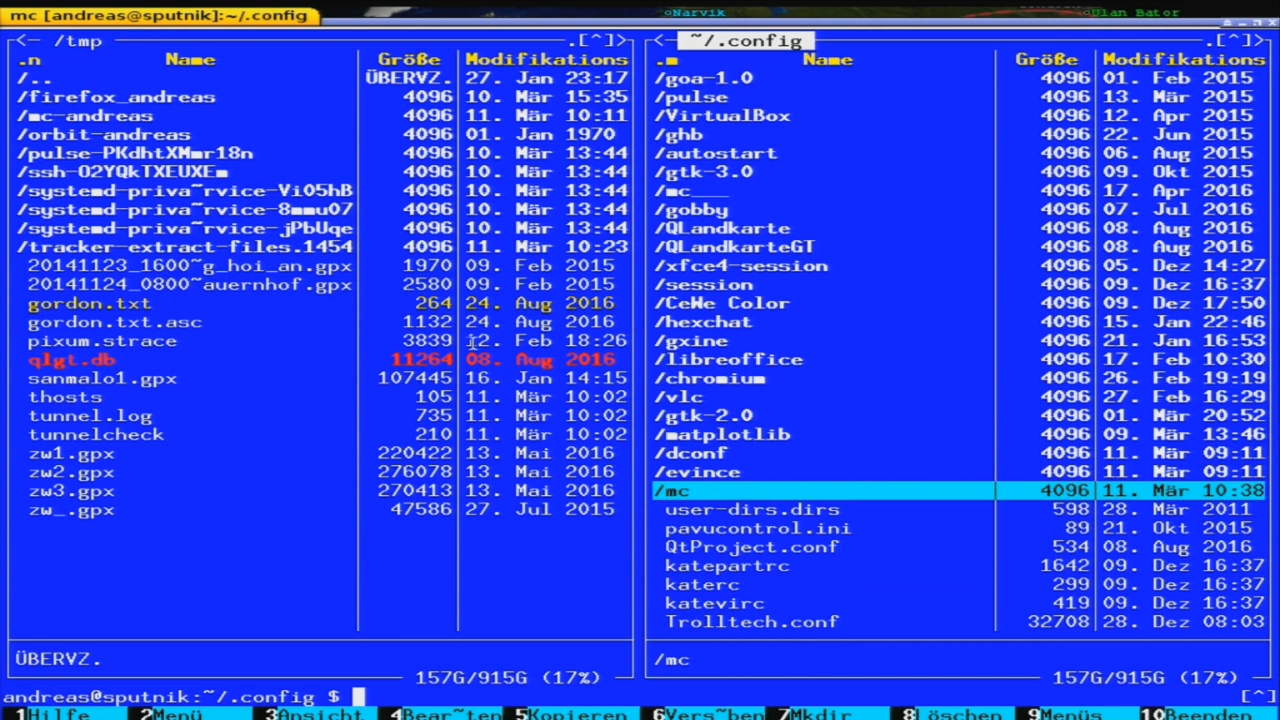 mc [andreas@sputnik]:~/.config
Narvik
Ulan Bator
<— /tmp .[^]>
.n Name Größe Modifikations
/.. ÜBERVZ. 27. Jan 23:17
/firefox_andreas 4096 10. Mär 15:35
/mc-andreas 4096 11. Mär 10:11
/orbit-andreas 4096 01. Jan 1970
/pulse-PKdhtXMmr18n 4096 10. Mär 13:44
/ssh-O2YQkTXEUXEm 4096 10. Mär 13:44
/systemd-priva~rvice-Vi05hB 4096 10. Mär 13:44
/systemd-priva~rvice-8mmu07 4096 10. Mär 13:44
/systemd-priva~rvice-jPbUqe 4096 10. Mär 13:44
/tracker-extract-files.1454 4096 11. Mär 10:23
20141123_1600~g_hoi_an.gpx 1970 09. Feb 2015
20141124_0800~auernhof.gpx 2580 09. Feb 2015
gordon.txt 264 24. Aug 2016
gordon.txt.asc 1132 24. Aug 2016
pixum.strace 3839 12. Feb 18:26
qlgt.db 11264 08. Aug 2016
sanmalo1.gpx 107445 16. Jan 14:15
thosts 105 11. Mär 10:02
tunnel.log 735 11. Mär 10:02
tunnelcheck 210 11. Mär 10:02
zw1.gpx 220422 13. Mai 2016
zw2.gpx 276078 13. Mai 2016
zw3.gpx 270413 13. Mai 2016
zw_.gpx 47586 27. Jul 2015
ÜBERVZ.
157G/915G (17%)
<— ~/.config .[^]>
.m Name Größe Modifikations
/goa-1.0 4096 01. Feb 2015
/pulse 4096 13. Mär 2015
/VirtualBox 4096 12. Apr 2015
/ghb 4096 22. Jun 2015
/autostart 4096 06. Aug 2015
/gtk-3.0 4096 09. Okt 2015
/mc___ 4096 17. Apr 2016
/gobby 4096 07. Jul 2016
/QLandkarte 4096 08. Aug 2016
/QLandkarteGT 4096 08. Aug 2016
/xfce4-session 4096 05. Dez 14:27
/session 4096 09. Dez 16:37
/CeWe Color 4096 09. Dez 17:50
/hexchat 4096 15. Jan 22:46
/gxine 4096 21. Jan 16:53
/libreoffice 4096 17. Feb 10:30
/chromium 4096 26. Feb 19:19
/vlc 4096 27. Feb 16:29
/gtk-2.0 4096 01. Mär 20:52
/matplotlib 4096 09. Mär 13:46
/dconf 4096 11. Mär 09:11
/evince 4096 11. Mär 09:11
/mc 4096 11. Mär 10:38
user-dirs.dirs 598 28. Mär 2011
pavucontrol.ini 89 21. Okt 2015
QtProject.conf 534 08. Aug 2016
katepartrc 1642 09. Dez 16:37
katerc 299 09. Dez 16:37
katevirc 419 09. Dez 16:37
Trolltech.conf 32708 28. Dez 08:03
/mc
157G/915G (17%)
andreas@sputnik:~/.config $ [^]
1Hilfe 2Menü 3Ansicht 4Bear~ten 5Kopieren 6Vers~ben 7Mkdir 8Löschen 9Menüs 10Beenden